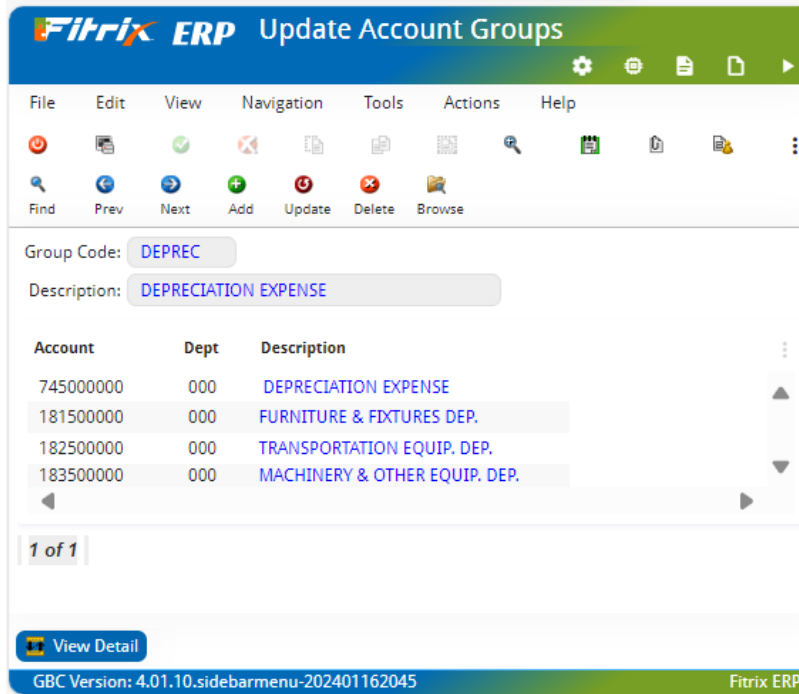 Fitrix ERP Update Account Groups
File Edit View Navigation Tools Actions Help
Find Prev Next Add Update Delete Browse
Group Code: DEPREC
Description: DEPRECIATION EXPENSE
Account Dept Description
745000000 000 DEPRECIATION EXPENSE
181500000 000 FURNITURE & FIXTURES DEP.
182500000 000 TRANSPORTATION EQUIP. DEP.
183500000 000 MACHINERY & OTHER EQUIP. DEP.
1 of 1
View Detail
GBC Version: 4.01.10.sidebarmenu-202401162045 Fitrix ERP